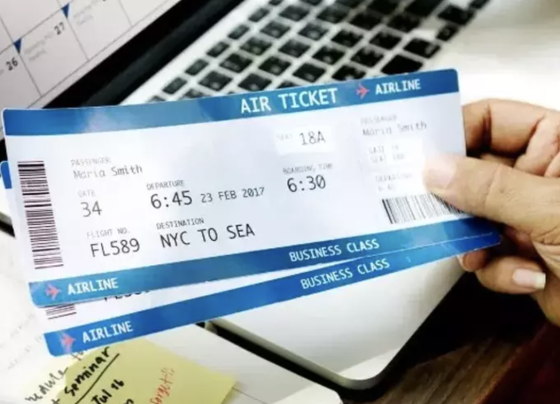 26
27
AIR TICKET AIRLINE
PASSENGER
Maria Smith
GATE
34
DEPARTURE
6:45 23 FEB 2017
SEAT 18A
BOARDING TIME
6:30
FLIGHT NO.
FL589
DESTINATION
NYC TO SEA
PASSENGER
Maria Smith
BUSINESS CLASS
AIRLINE
BUSINESS CLASS
AIRLINE
Seminar